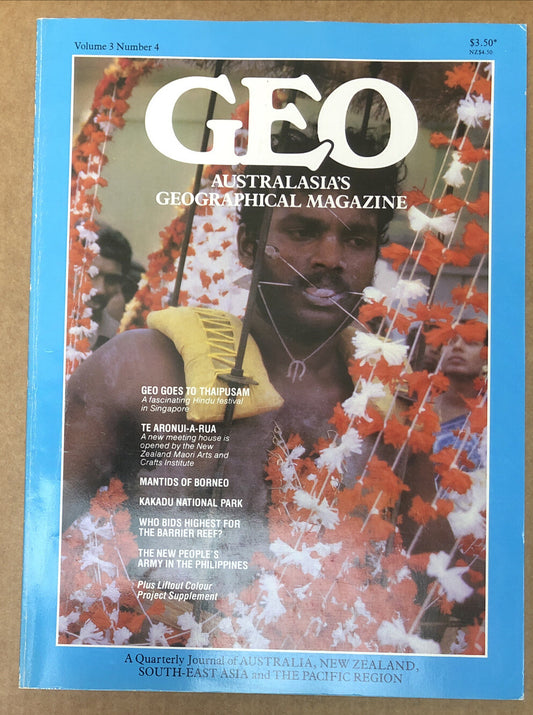 Volume 3 Number 4
$3.50*
NZ$4.50
GEO
AUSTRALASIA'S
GEOGRAPHICAL MAGAZINE
GEO GOES TO THAIPUSAM
A fascinating Hindu festival
in Singapore
TE ARONUI-A-RUA
A new meeting house is
opened by the New
Zealand Maori Arts and
Crafts Institute
MANTIDS OF BORNEO
KAKADU NATIONAL PARK
WHO BIDS HIGHEST FOR
THE BARRIER REEF?
THE NEW PEOPLE'S
ARMY IN THE PHILIPPINES
Plus Liftout Colour
Project Supplement
A Quarterly Journal of AUSTRALIA, NEW ZEALAND,
SOUTH-EAST ASIA and THE PACIFIC REGION